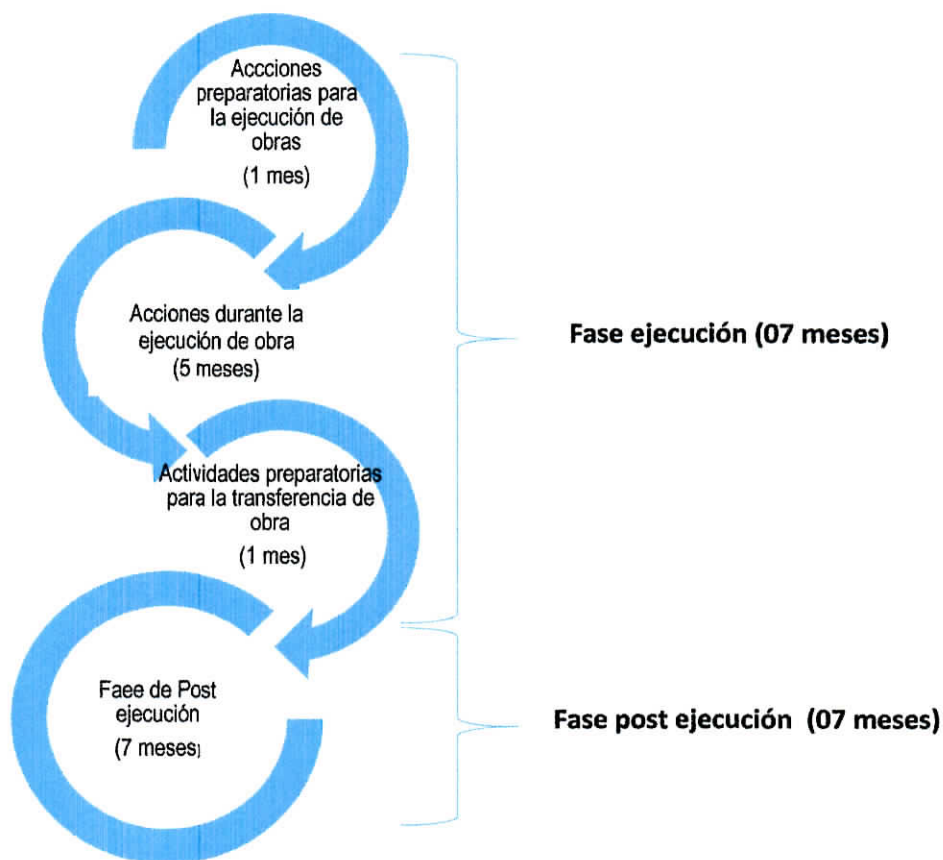 Accciones
preparatorias para
la ejecución de
obras
(1 mes)
Acciones durante la
ejecución de obra
(5 meses)
Fase ejecución (07 meses)
Actividades preparatorias
para la transferencia de
obra
(1 mes)
Faee de Post
ejecución
(7 meses)
Fase post ejecución (07 meses)